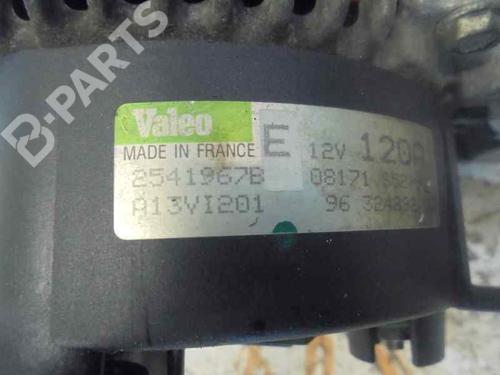 B-PARTS
Valeo
MADE IN FRANCE E 12V 120A
2541967B 08171
A13VI201 96